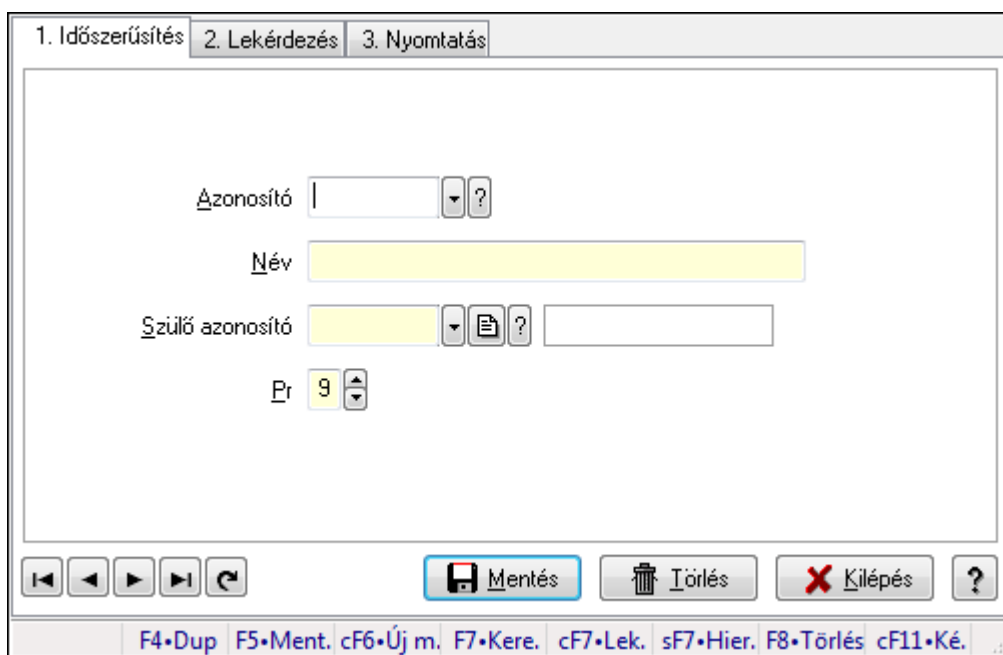 1. Időszerűsítés 2. Lekérdezés 3. Nyomtatás
Azonosító ?
Név
Szülő azonosító ?
Pr 9
Mentés Törlés Kilépés ?
F4•Dup F5•Ment. cF6•Új m. F7•Kere. cF7•Lek. sF7•Hier. F8•Törlés cF11•Ké.